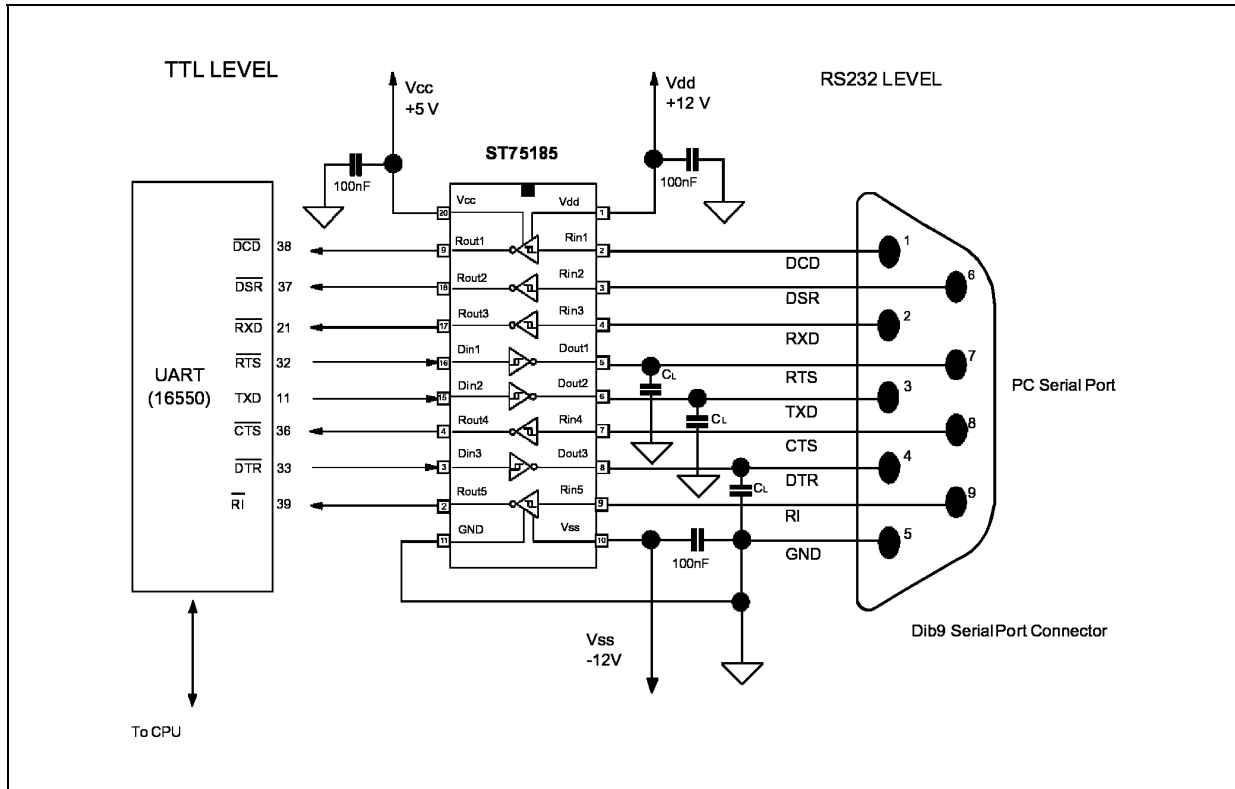 TTL LEVEL
RS232 LEVEL
Vcc
+5 V
Vdd
+12 V
ST75185
100nF
100nF
UART
(16550)
DCD 38
DSR 37
RXD 21
RTS 32
TXD 11
CTS 36
DTR 33
RI 39
To CPU
20 Vcc Vdd 1
9 Rout1 Rin1 2
18 Rout2 Rin2 3
17 Rout3 Rin3 4
16 Din1 Dout1 5
15 Din2 Dout2 6
4 Rout4 Rin4 7
3 Din3 Dout3 8
2 Rout5 Rin5 9
11 GND Vss 10
CL
CL
CL
100nF
Vss
-12V
DCD
DSR
RXD
RTS
TXD
CTS
DTR
RI
GND
1
6
2
7
3
8
4
9
5
PC Serial Port
Dib9 SerialPort Connector